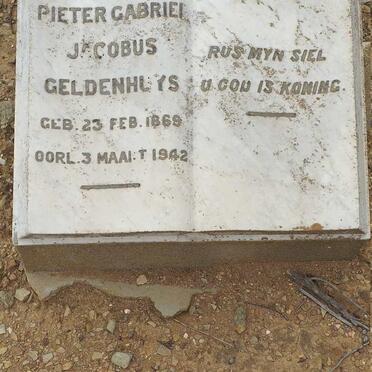 PIETER GABRIEL
JACOBUS
GELDENHUYS
GEB. 23 FEB. 1869
OORL. 3 MAART 1942
RUS MYN SIEL
U GOD IS KONING.